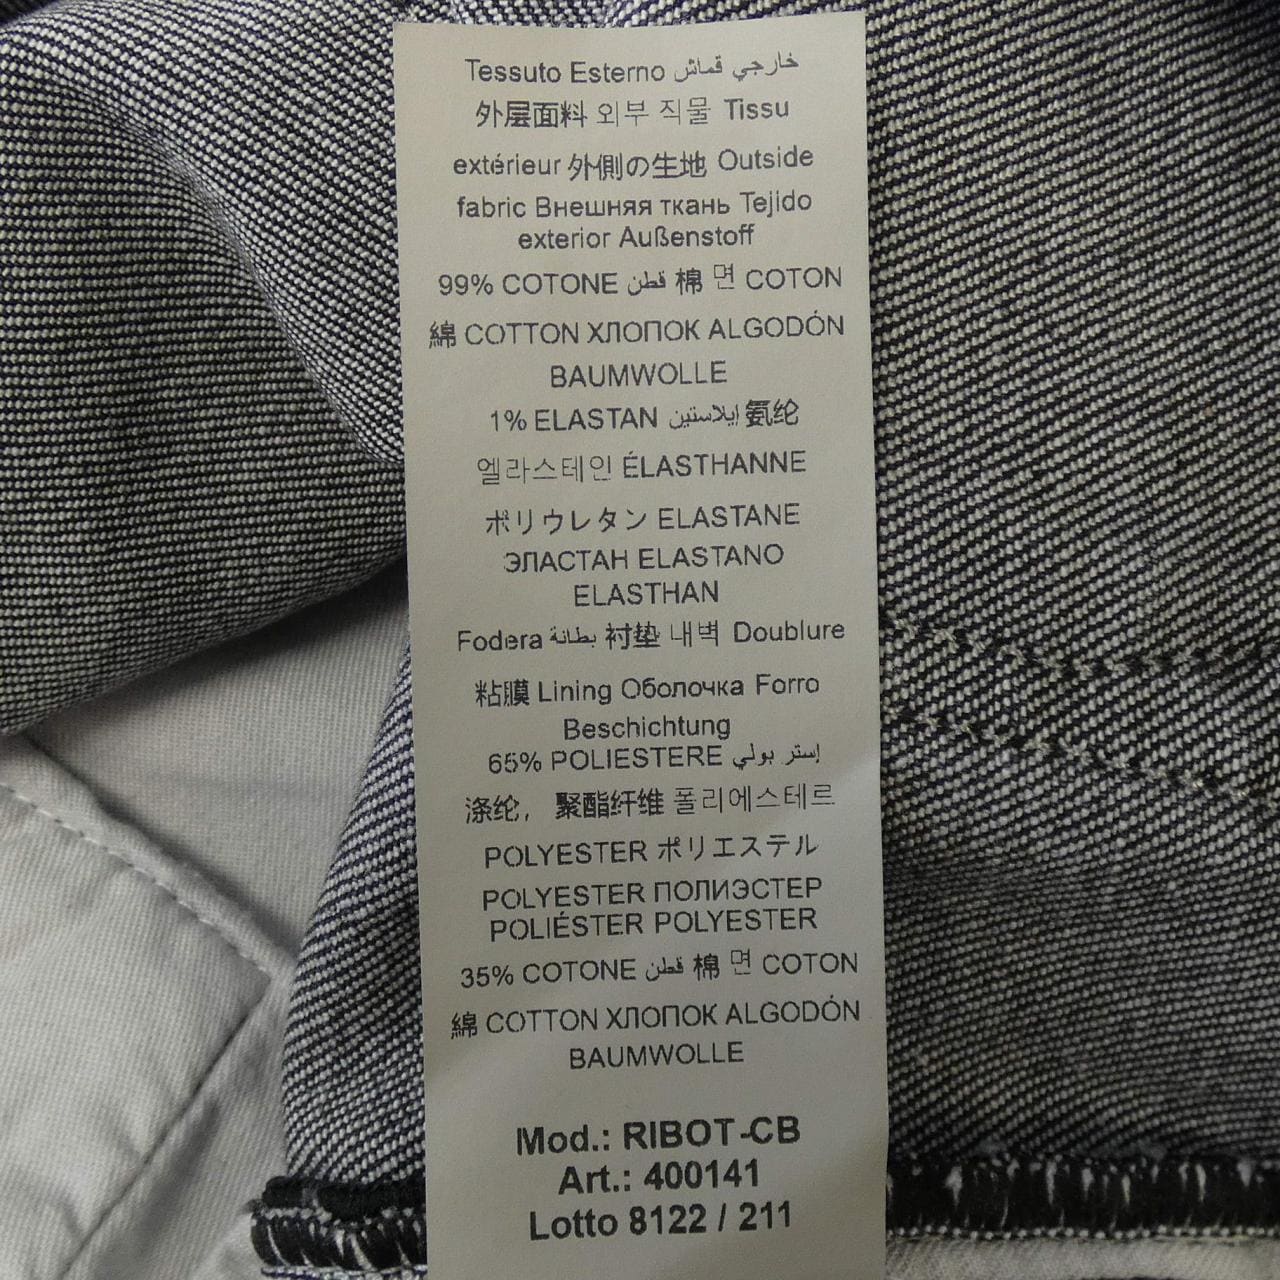 Tessuto Esterno خارجي قماش
外层面料 외부 직물 Tissu
extérieur 外側の生地 Outside
fabric Внешняя ткань Tejido
exterior Außenstoff
99% COTONE قطن 棉 면 COTON
綿 COTTON ХЛОПОК ALGODÓN
BAUMWOLLE
1% ELASTAN إيلاستين 氨纶
엘라스테인 ÉLASTHANNE
ポリウレタン ELASTANE
ЭЛАСТАН ELASTANO
ELASTHAN
Fodera بطانة 衬垫 내벽 Doublure
粘膜 Lining Оболочка Forro
Beschichtung
65% POLIESTERE إستر بولي
涤纶，聚酯纤维 폴리에스테르
POLYESTER ポリエステル
POLYESTER ПОЛИЭСТЕР
POLIÉSTER POLYESTER
35% COTONE قطن 棉 면 COTON
綿 COTTON ХЛОПОК ALGODÓN
BAUMWOLLE
Mod.: RIBOT-CB
Art.: 400141
Lotto 8122 / 211